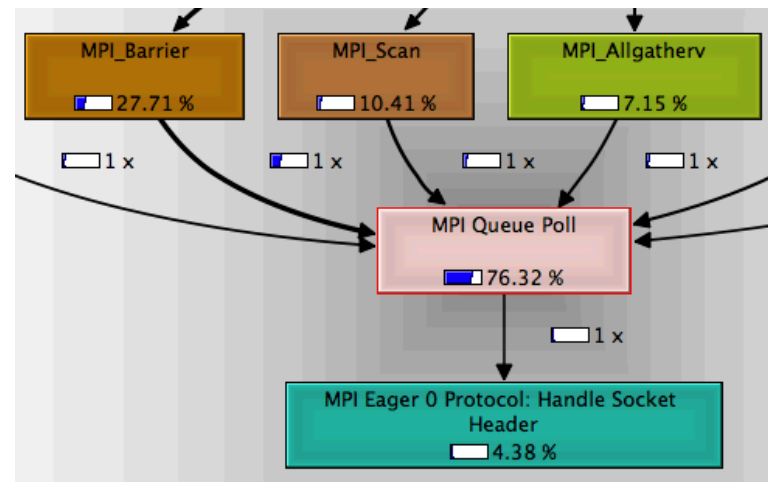 MPI_Barrier
27.71 %
MPI_Scan
10.41 %
MPI_Allgatherv
7.15 %
1 x
1 x
1 x
1 x
MPI Queue Poll
76.32 %
1 x
MPI Eager 0 Protocol: Handle Socket
Header
4.38 %